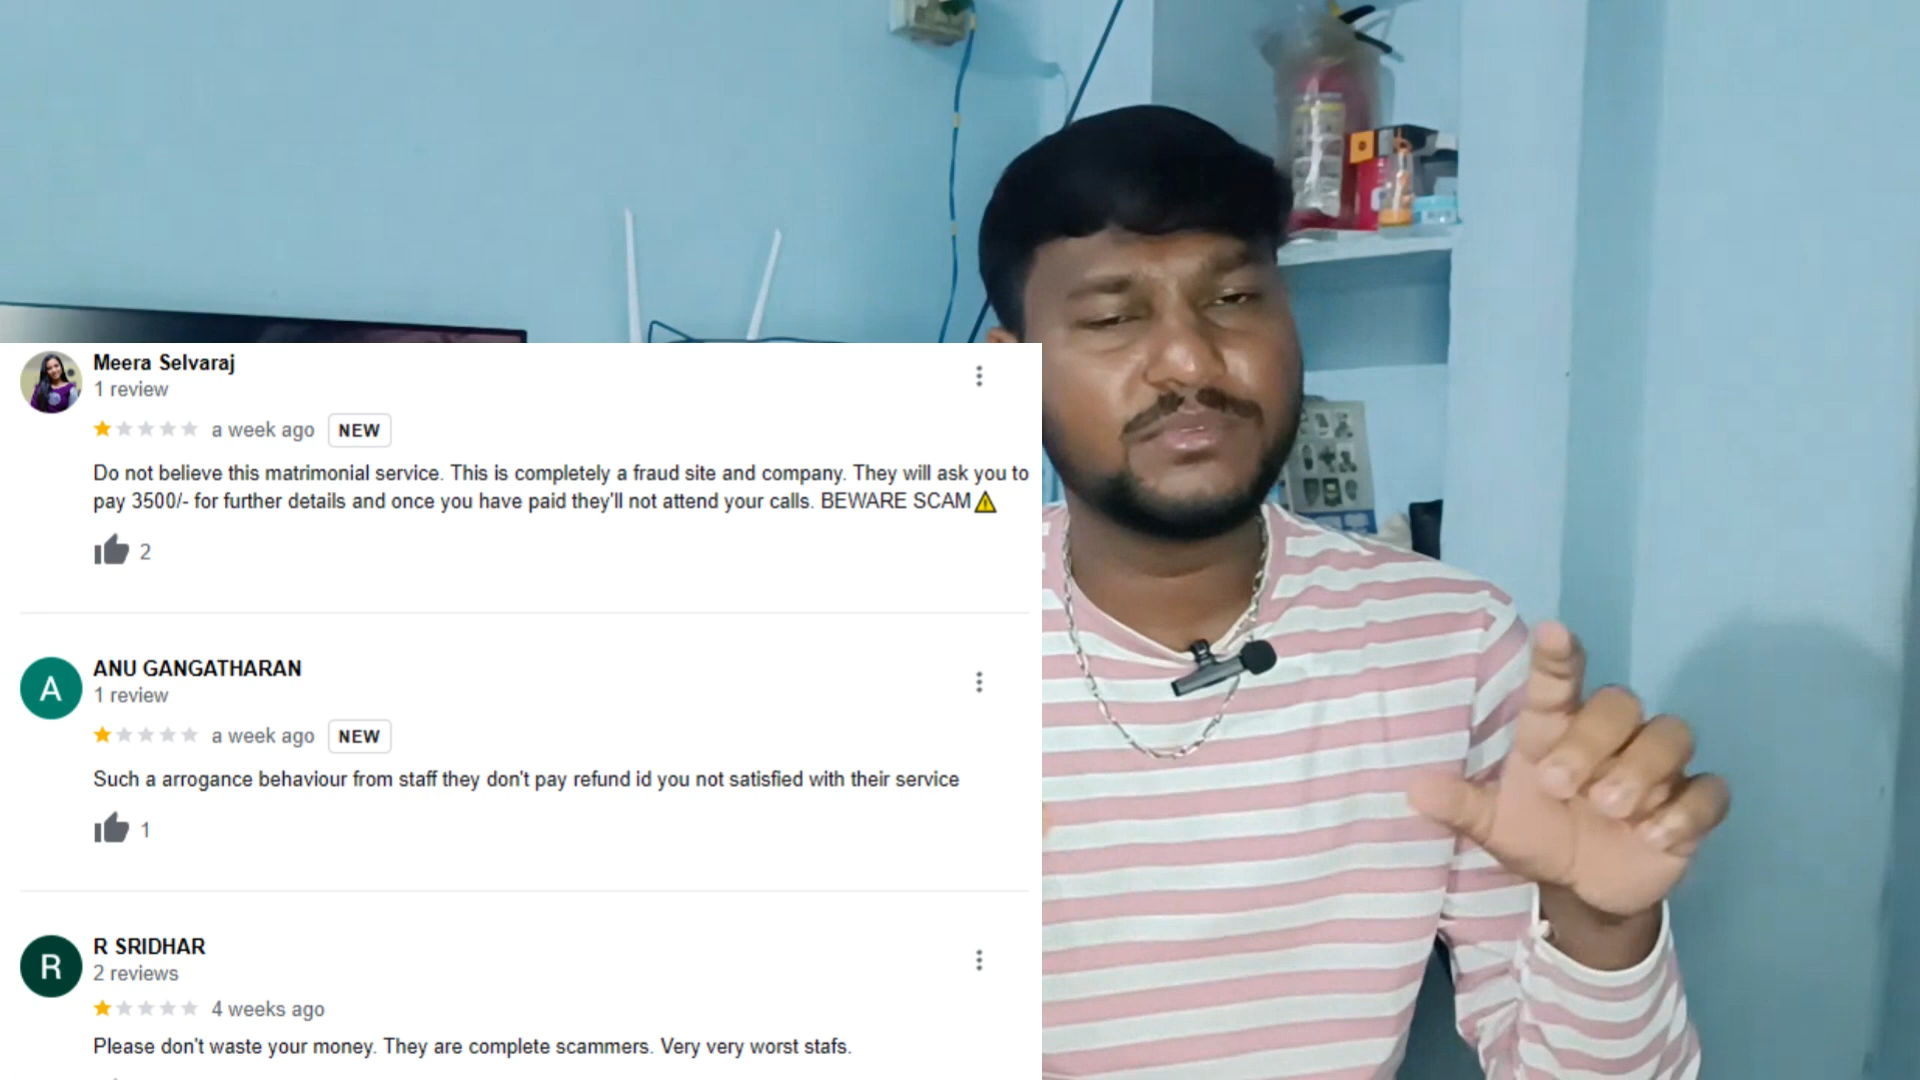 Meera Selvaraj
1 review
a week ago NEW
Do not believe this matrimonial service. This is completely a fraud site and company. They will ask you to
pay 3500/- for further details and once you have paid they'll not attend your calls. BEWARE SCAM⚠
2
A
ANU GANGATHARAN
1 review
a week ago NEW
Such a arrogance behaviour from staff they don't pay refund id you not satisfied with their service
1
R
R SRIDHAR
2 reviews
4 weeks ago
Please don't waste your money. They are complete scammers. Very very worst stafs.